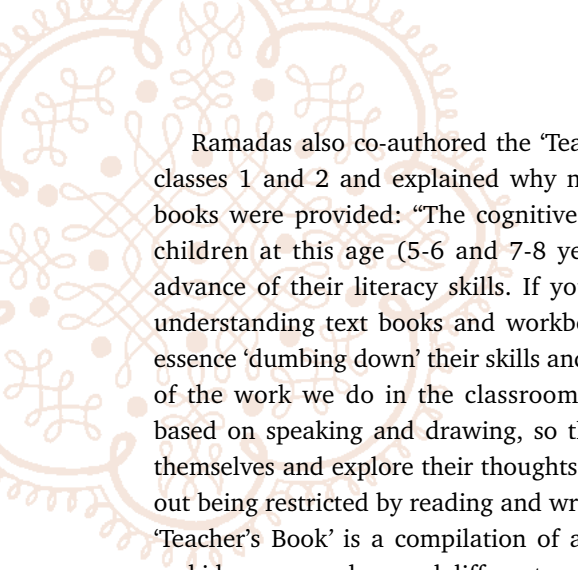 Ramadas also co-authored the ‘Tea
classes 1 and 2 and explained why
books were provided: “The cognitive
children at this age (5-6 and 7-8 ye
advance of their literacy skills. If yo
understanding text books and workb
essence ‘dumbing down’ their skills and
of the work we do in the classroom
based on speaking and drawing, so
themselves and explore their thoughts
out being restricted by reading and wr
‘Teacher’s Book’ is a compilation of a